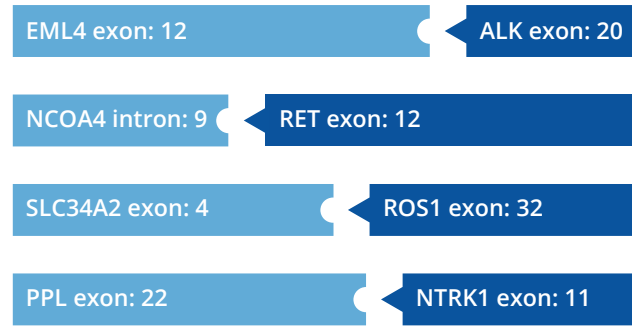 EML4 exon: 12 ALK exon: 20
NCOA4 intron: 9 RET exon: 12
SLC34A2 exon: 4 ROS1 exon: 32
PPL exon: 22 NTRK1 exon: 11